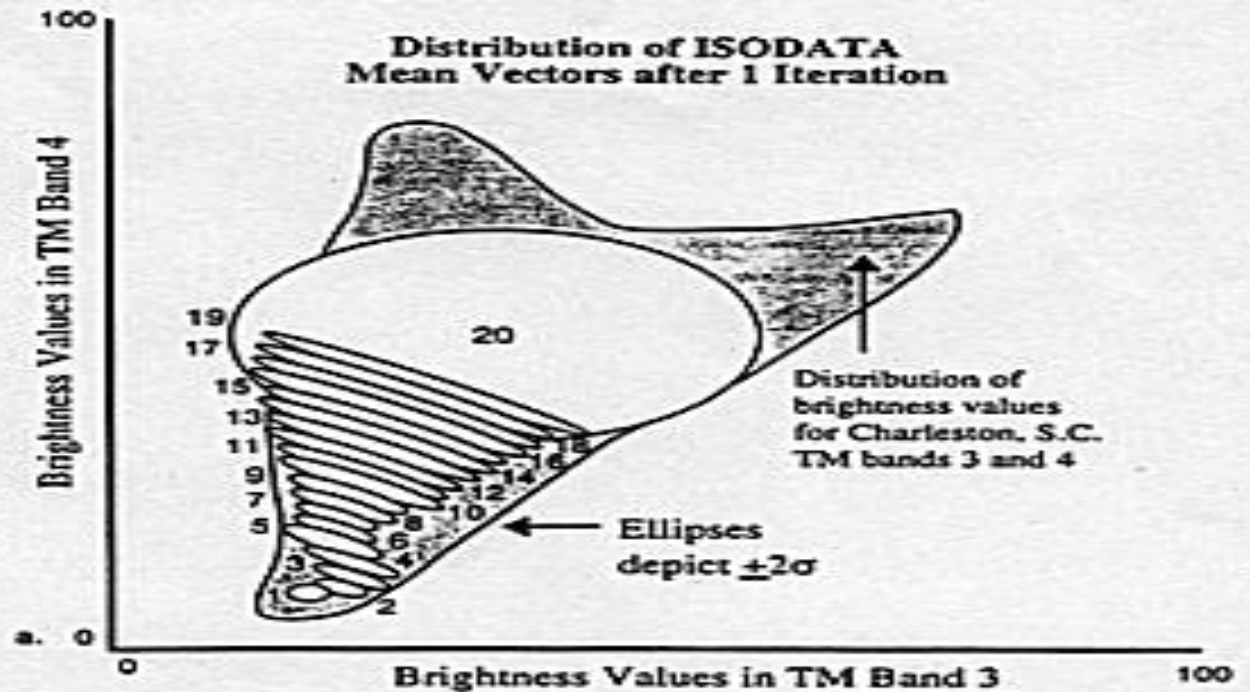 100
Distribution of ISODATA
Mean Vectors after 1 Iteration
Brightness Values in TM Band 4
19
17
15
13
11
9
7
5
3
1
20
18
16
14
12
10
8
6
4
2
Distribution of
brightness values
for Charleston, S.C.
TM bands 3 and 4
Ellipses
depict ±2σ
a. 0
0
Brightness Values in TM Band 3
100